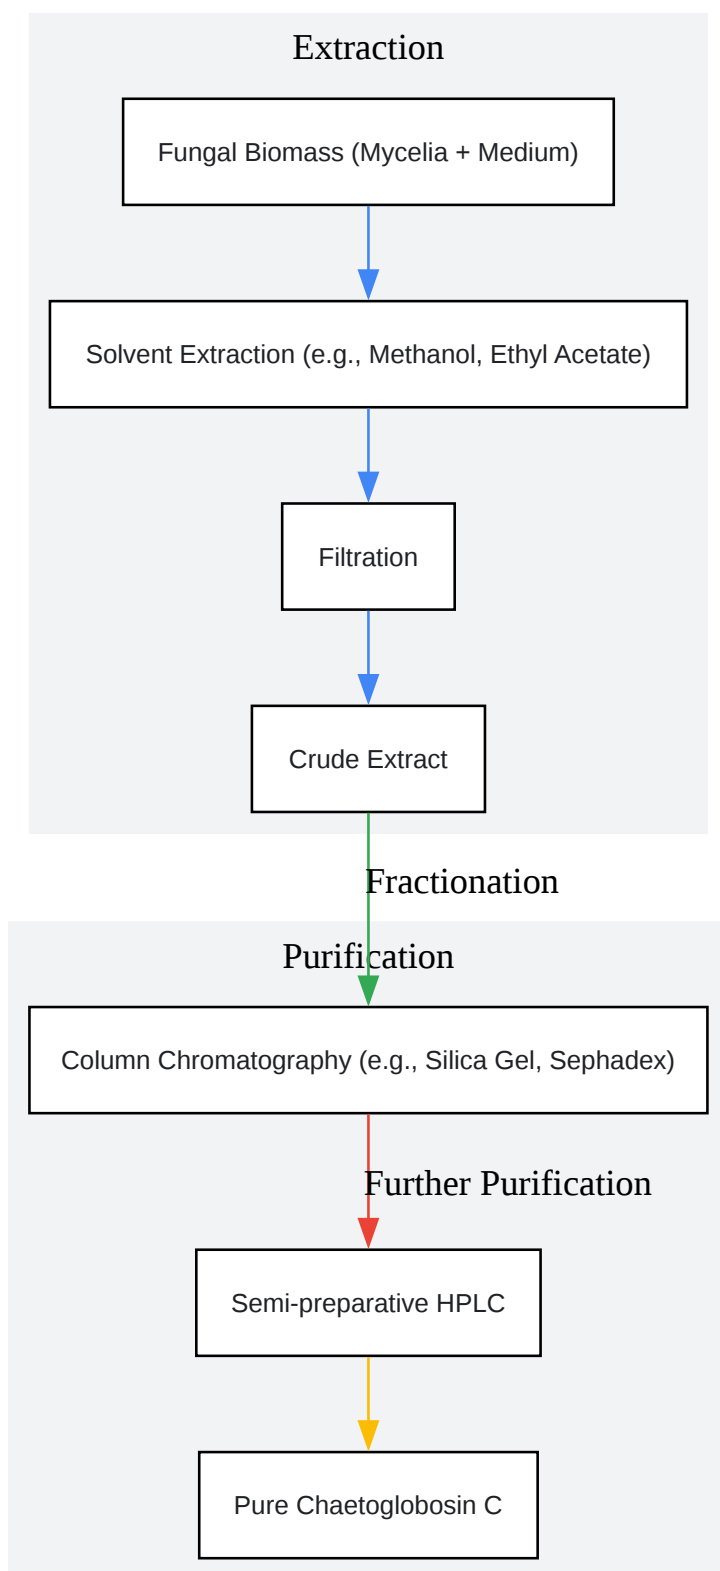 Extraction
Fungal Biomass (Mycelia + Medium)
Solvent Extraction (e.g., Methanol, Ethyl Acetate)
Filtration
Crude Extract
Fractionation
Purification
Column Chromatography (e.g., Silica Gel, Sephadex)
Further Purification
Semi-preparative HPLC
Pure Chaetoglobosin C